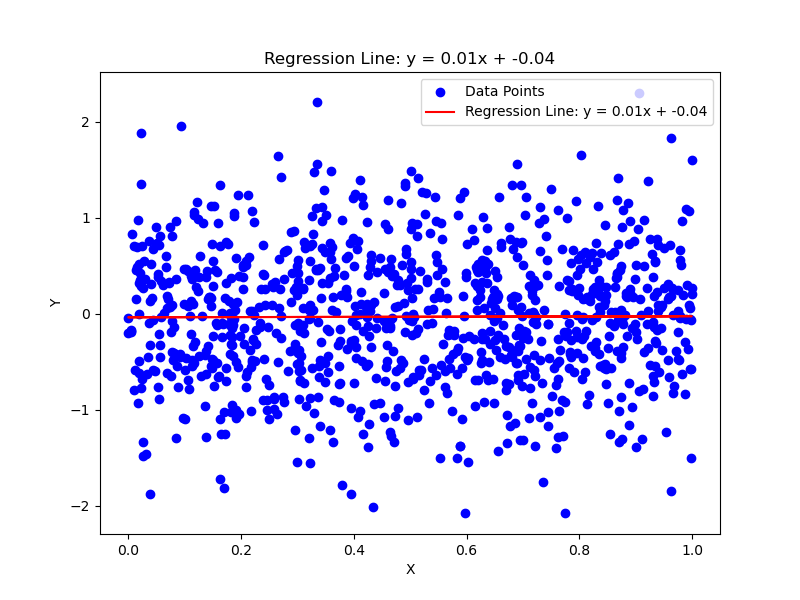 Regression Line: y = 0.01x + -0.04
Data Points
Regression Line: y = 0.01x + -0.04
2
1
0
−1
−2
Y
0.0 0.2 0.4 0.6 0.8 1.0
X